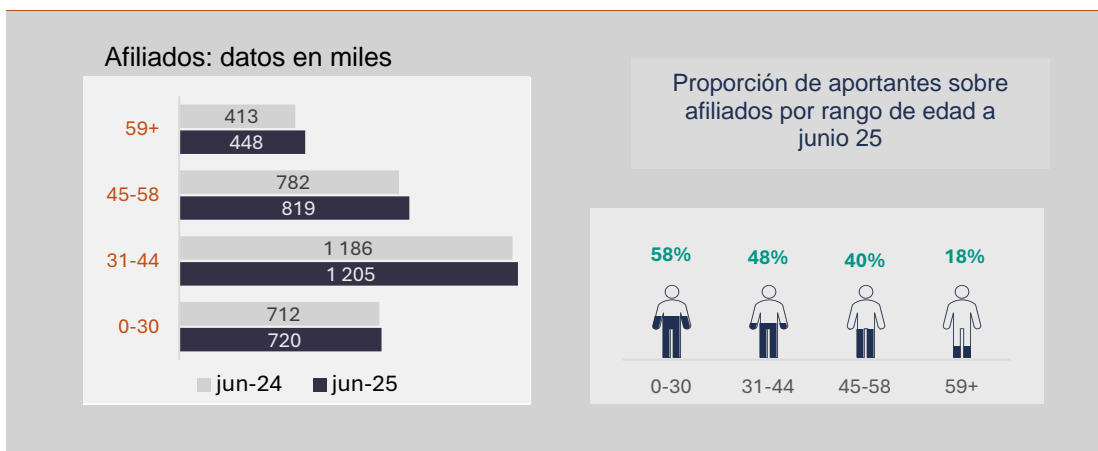 Afiliados: datos en miles
59+
413
448
45-58
782
819
31-44
1 186
1 205
0-30
712
720
jun-24 jun-25
Proporción de aportantes sobre
afiliados por rango de edad a
junio 25
58% 48% 40% 18%
0-30 31-44 45-58 59+